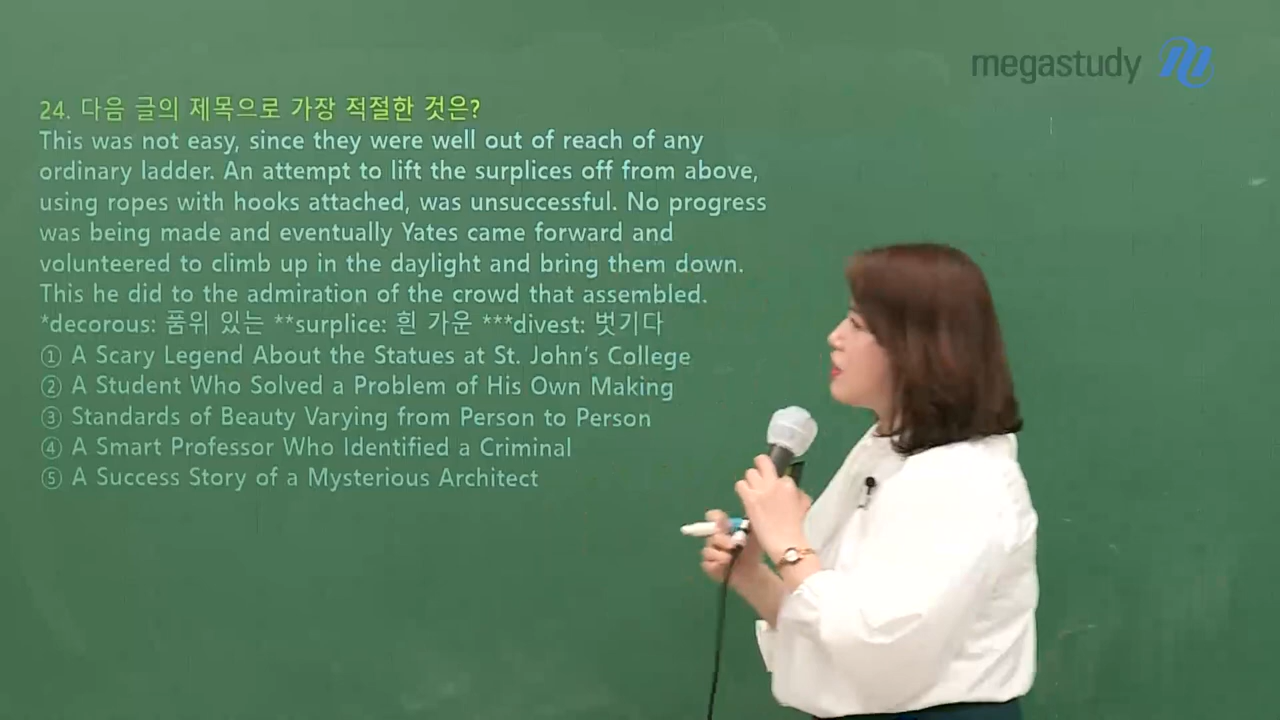 megastudy
24. 다음 글의 제목으로 가장 적절한 것은?
This was not easy, since they were well out of reach of any
ordinary ladder. An attempt to lift the surplices off from above,
using ropes with hooks attached, was unsuccessful. No progress
was being made and eventually Yates came forward and
volunteered to climb up in the daylight and bring them down.
This he did to the admiration of the crowd that assembled.
*decorous: 품위 있는 **surplice: 흰 가운 ***divest: 벗기다
① A Scary Legend About the Statues at St. John's College
② A Student Who Solved a Problem of His Own Making
③ Standards of Beauty Varying from Person to Person
④ A Smart Professor Who Identified a Criminal
⑤ A Success Story of a Mysterious Architect